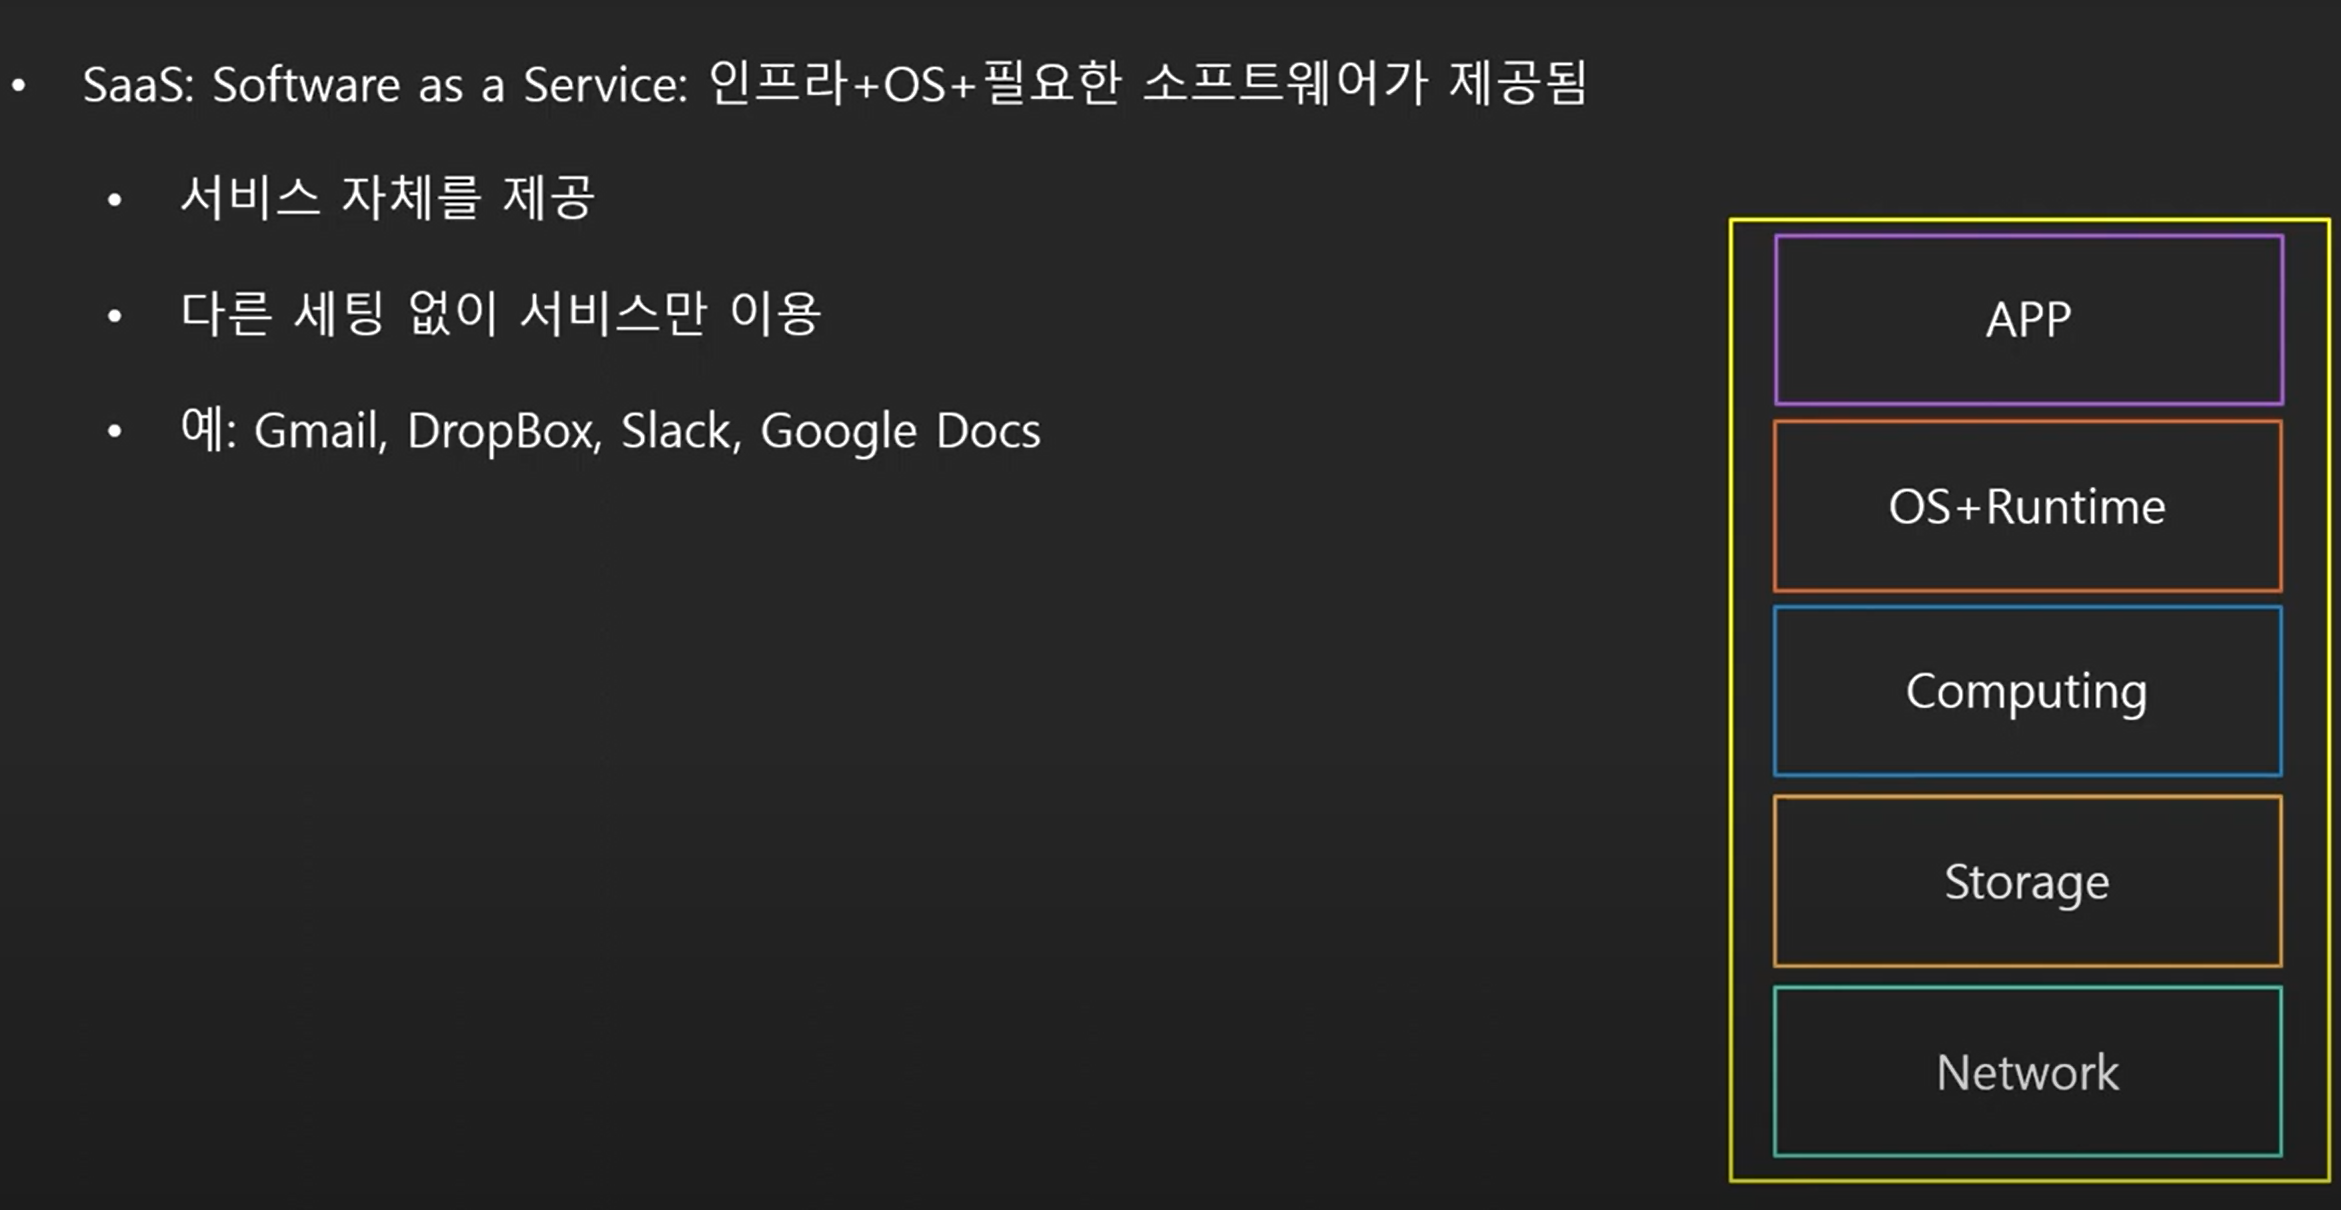 • SaaS: Software as a Service: 인프라+OS+필요한 소프트웨어가 제공됨
• 서비스 자체를 제공
• 다른 세팅 없이 서비스만 이용
• 예: Gmail, DropBox, Slack, Google Docs
APP
OS+Runtime
Computing
Storage
Network